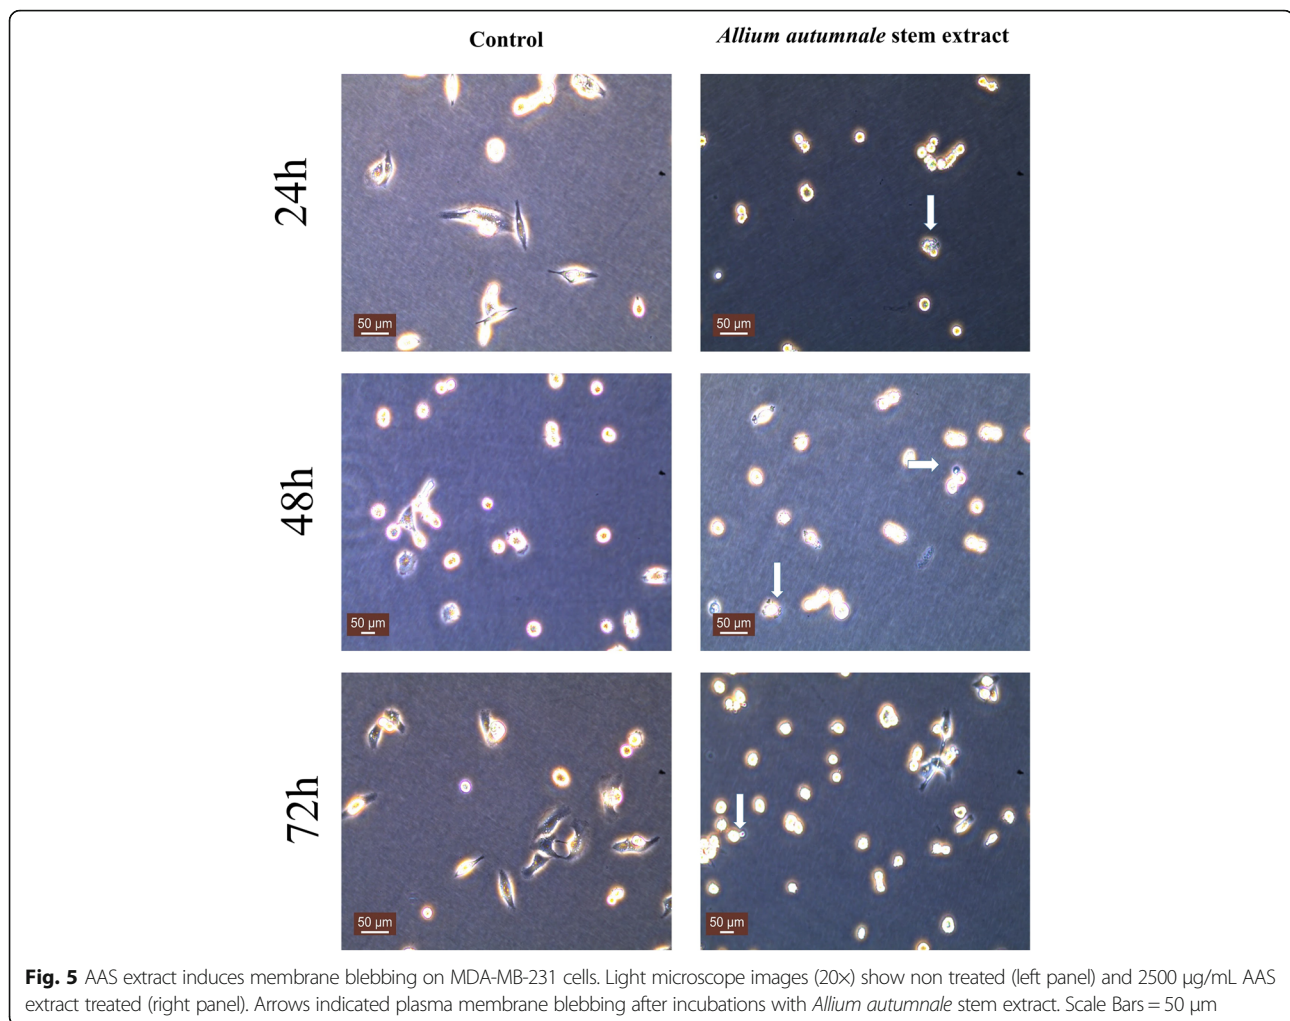 Control
Allium autumnale stem extract
24h
50 µm
50 µm
48h
50 µm
50 µm
72h
50 µm
50 µm
Fig. 5 AAS extract induces membrane blebbing on MDA-MB-231 cells. Light microscope images (20×) show non treated (left panel) and 2500 μg/mL AAS
extract treated (right panel). Arrows indicated plasma membrane blebbing after incubations with Allium autumnale stem extract. Scale Bars = 50 μm